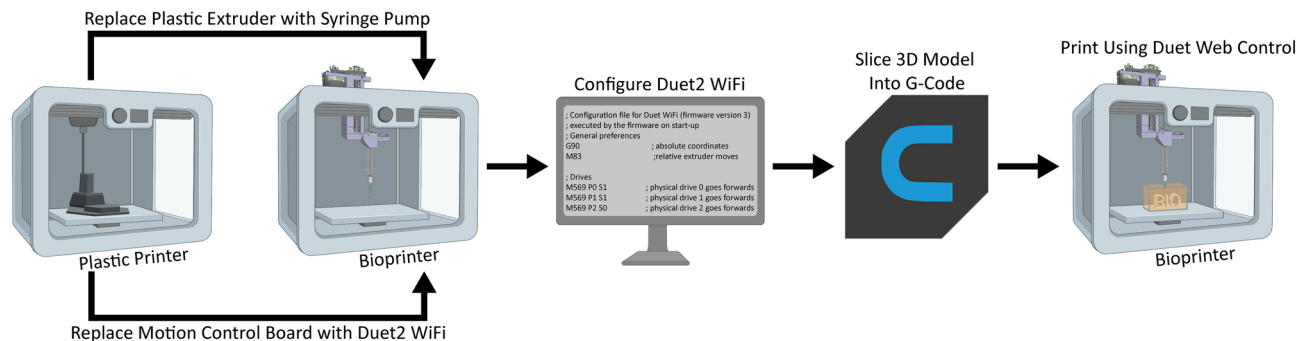 Replace Plastic Extruder with Syringe Pump
Plastic Printer
Replace Motion Control Board with Duet2 WiFi
Bioprinter
Configure Duet2 WiFi
; Configuration file for Duet WiFi (firmware version 3)
; executed by the firmware on start-up
; General preferences
G90 ; absolute coordinates
M83 ;relative extruder moves
; Drives
M569 P0 S1 ; physical drive 0 goes forwards
M569 P1 S1 ; physical drive 1 goes forwards
M569 P2 S0 ; physical drive 2 goes forwards
Slice 3D Model
Into G-Code
Print Using Duet Web Control
BIO
Bioprinter